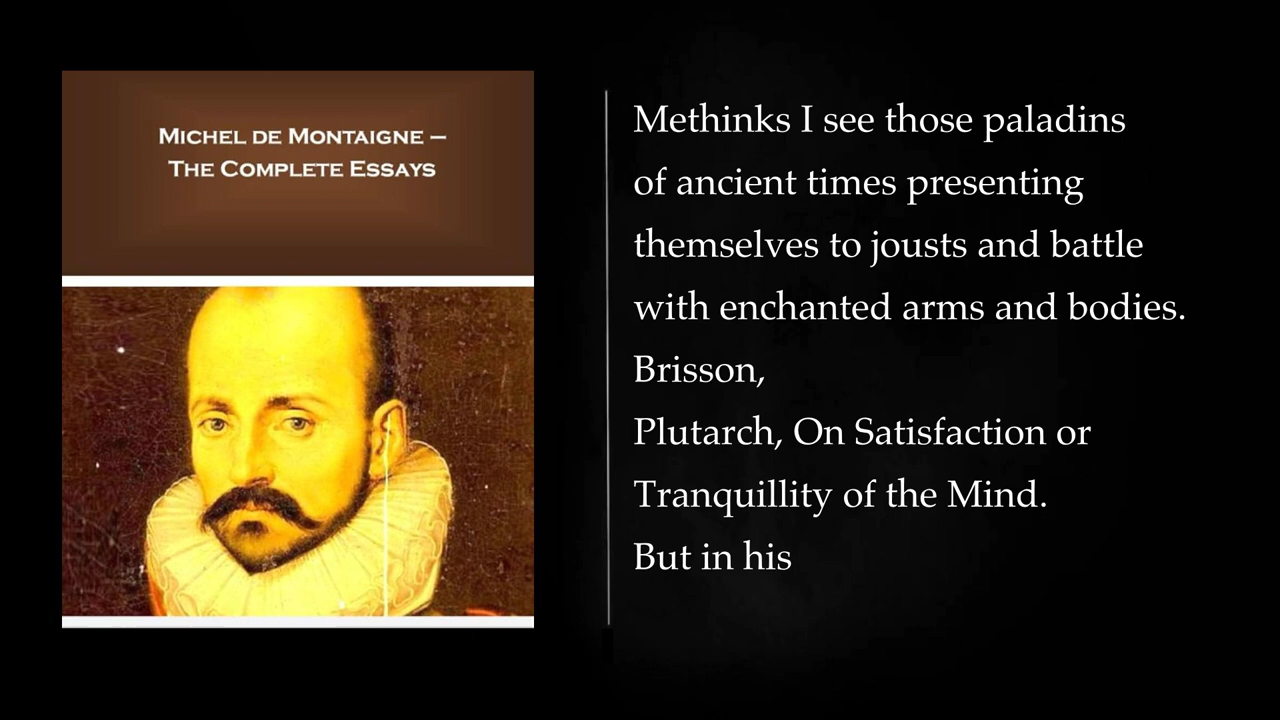 MICHEL DE MONTAIGNE –
THE COMPLETE ESSAYS
Methinks I see those paladins
of ancient times presenting
themselves to jousts and battle
with enchanted arms and bodies.
Brisson,
Plutarch, On Satisfaction or
Tranquillity of the Mind.
But in his